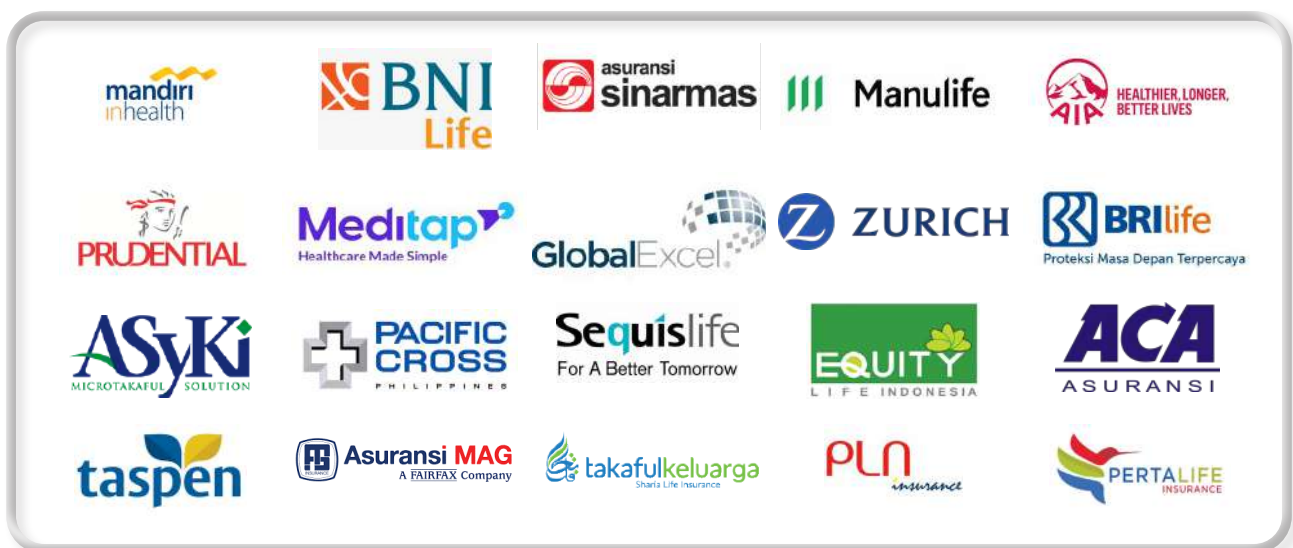 mandiri
inhealth
BNI
Life
asuransi
sinarmas
Manulife
AIA
HEALTHIER, LONGER,
BETTER LIVES
PRUDENTIAL
Meditap
Healthcare Made Simple
GlobalExcel
Z ZURICH
BRIlife
Proteksi Masa Depan Terpercaya
ASyKi
MICROTAKAFUL SOLUTION
PACIFIC
CROSS
PHILIPPINES
Sequislife
For A Better Tomorrow
EQUITY
LIFE INDONESIA
ACA
ASURANSI
taspen
Asuransi MAG
A FAIRFAX Company
takafulkeluarga
Sharia Life Insurance
PLN
insurance
PERTALIFE
INSURANCE